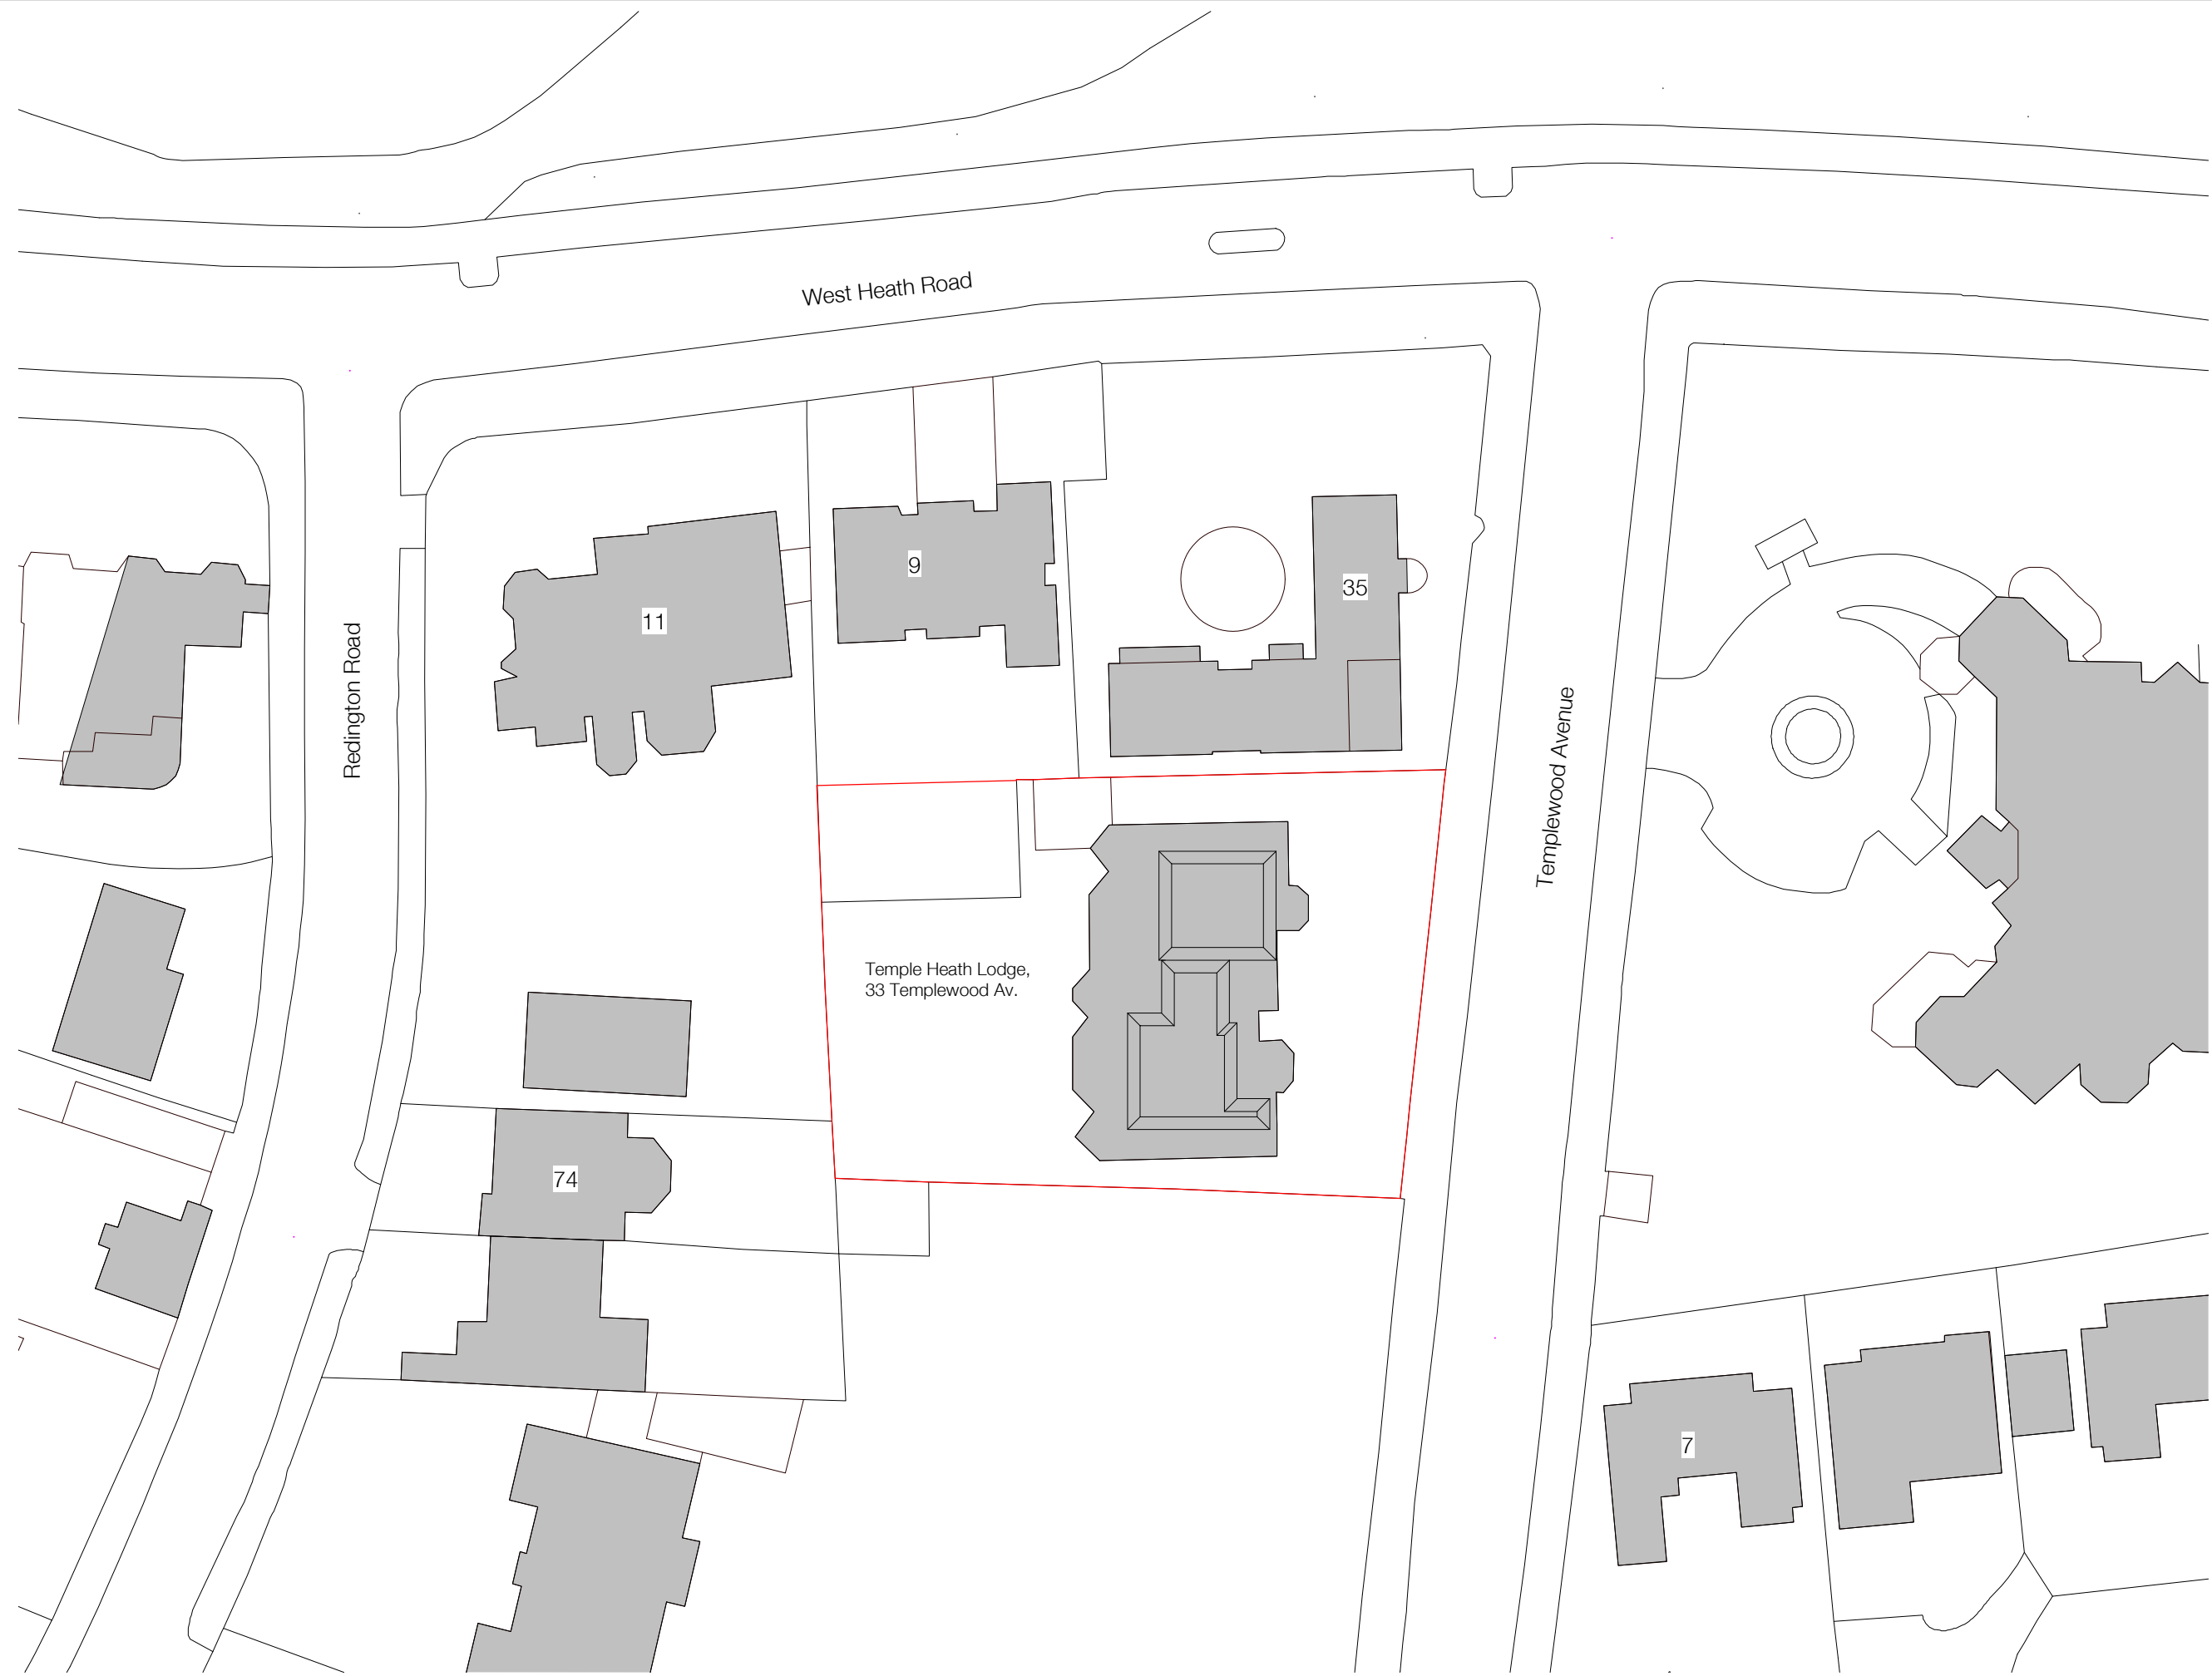 West Heath Road
9
35
11
Redington Road
Templewood Avenue
Temple Heath Lodge,
33 Templewood Av.
74
7